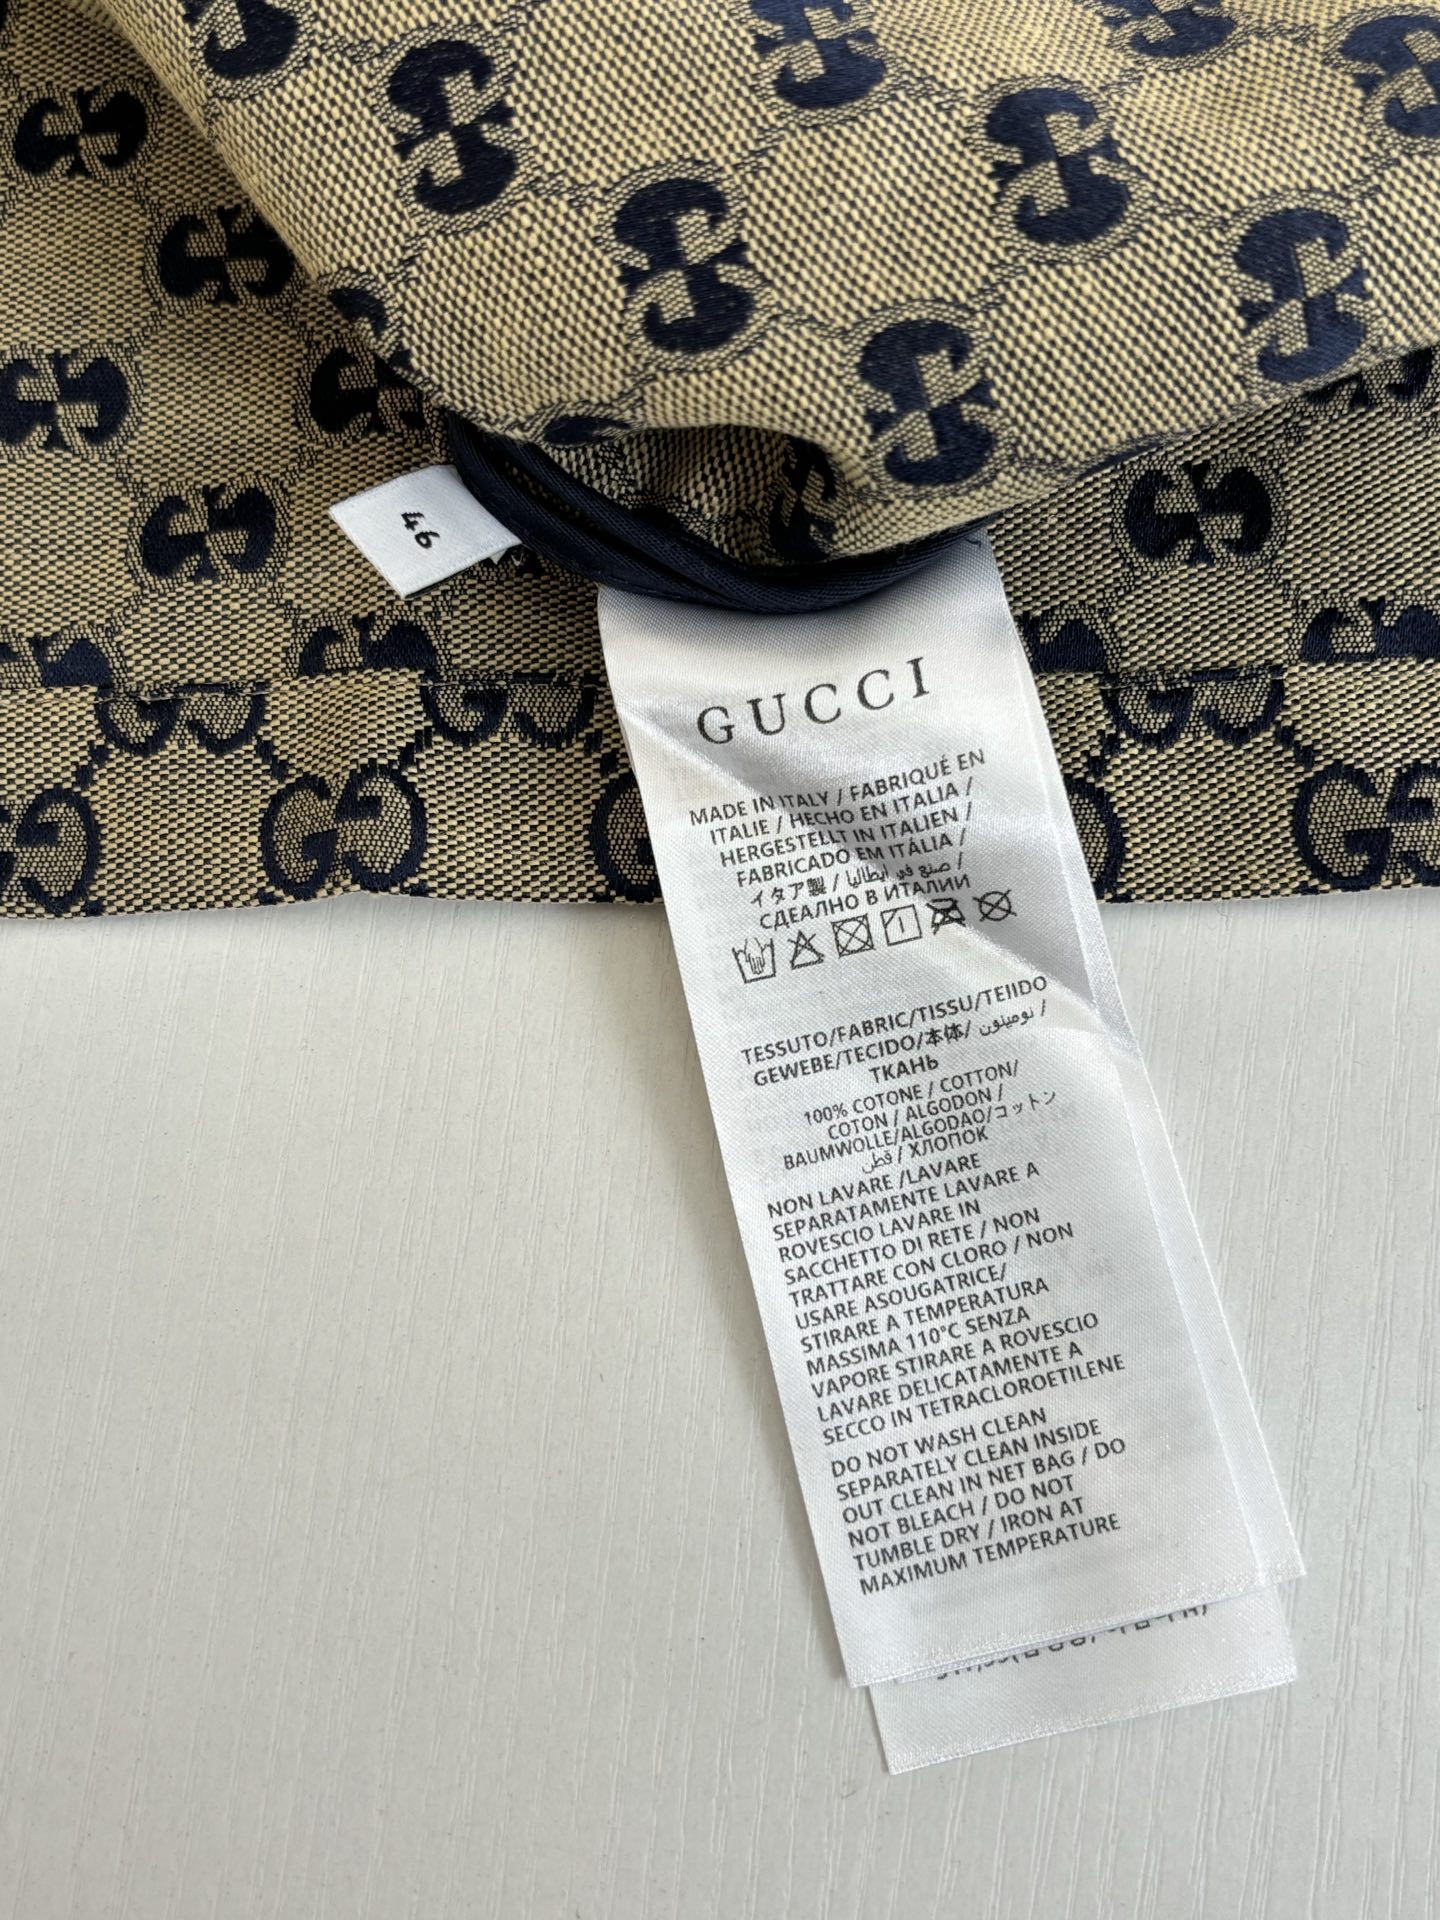 46
GUCCI
MADE IN ITALY / FABRIQUÉ EN
ITALIE / HECHO EN ITALIA /
HERGESTELLT IN ITALIEN /
FABRICADO EM ITÀLIA /
イタア製 / صنع في ايطاليا /
СДЕАЛНО В ИТАЛИИ
TESSUTO/FABRIC/TISSU/TEJIDO
GEWEBE/TECIDO/本体/ نومينون /
ТКАНЬ
100% COTONE / COTTON/
COTON / ALGODON /
BAUMWOLLE/ALGODAO/コットン
قطن / ХЛОПОК
NON LAVARE /LAVARE
SEPARATAMENTE LAVARE A
ROVESCIO LAVARE IN
SACCHETTO DI RETE / NON
TRATTARE CON CLORO / NON
USARE ASOUGATRICE/
STIRARE A TEMPERATURA
MASSIMA 110°C SENZA
VAPORE STIRARE A ROVESCIO
LAVARE DELICATAMENTE A
SECCO IN TETRACLOROETILENE
DO NOT WASH CLEAN
SEPARATELY CLEAN INSIDE
OUT CLEAN IN NET BAG / DO
NOT BLEACH / DO NOT
TUMBLE DRY / IRON AT
MAXIMUM TEMPERATURE